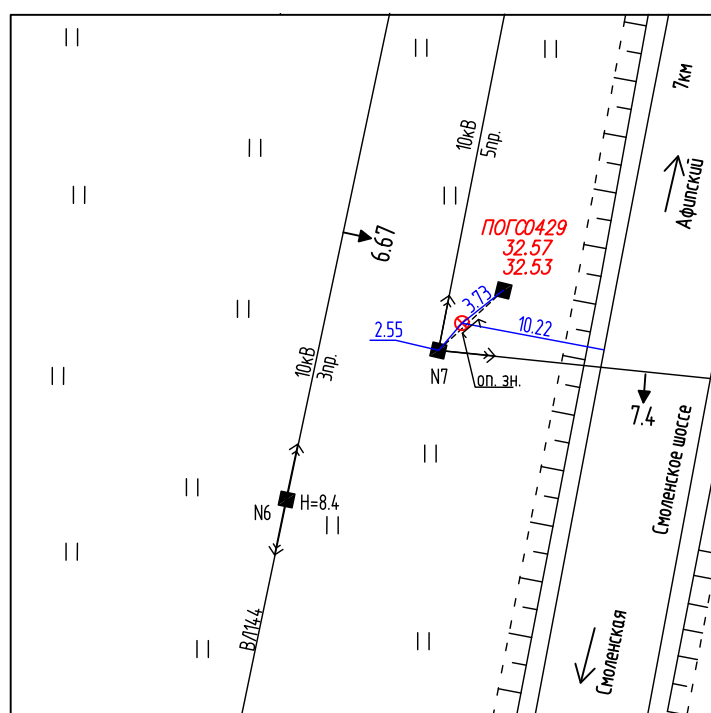 7км
10кВ
5пр.
Афипский
6.67
ПОГС0429
32.57
32.53
3.73
2.55
10.22
N7
оп. зн.
10кВ
3пр.
7.4
Смоленское шоссе
N6
H=8.4
ВЛ144
Смоленская